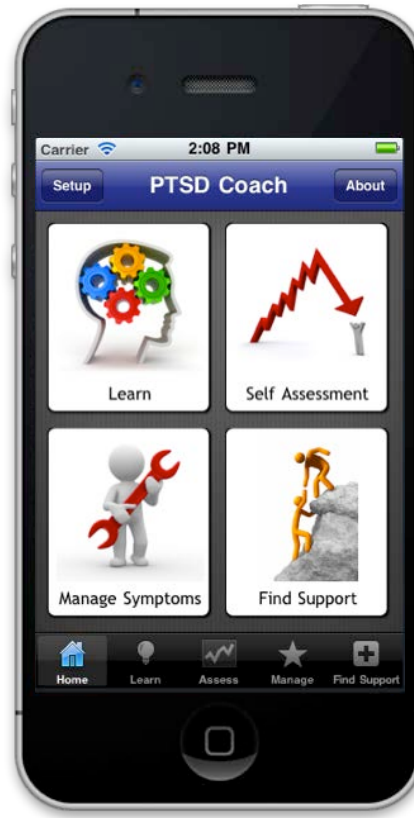 Carrier 2:08 PM
Setup PTSD Coach About
Learn Self Assessment
Manage Symptoms Find Support
Home Learn Assess Manage Find Support